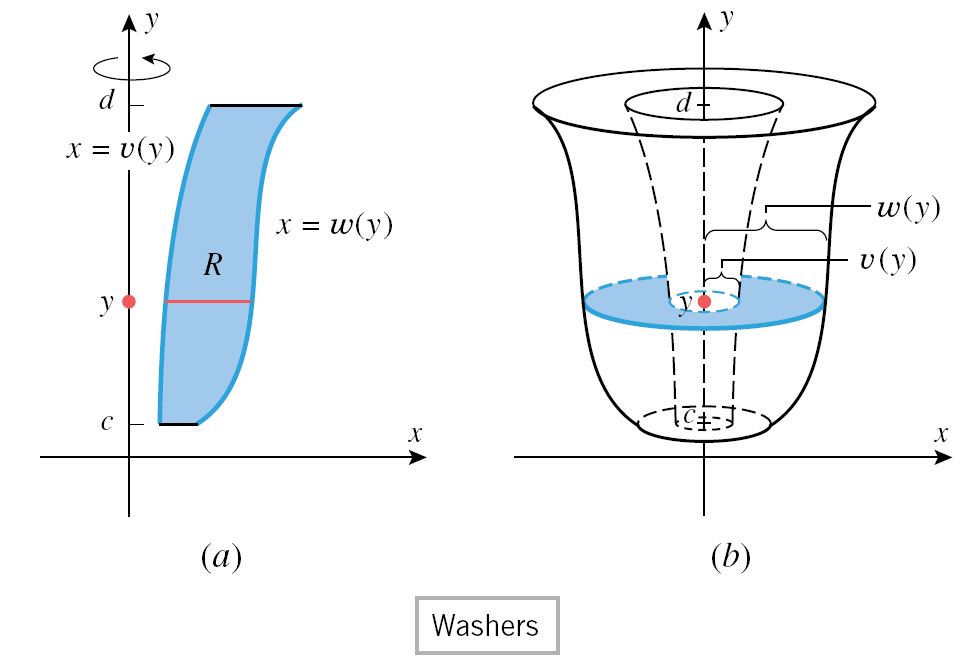 y
d
x = v(y)
x = w(y)
R
y
c
x
(a)
y
d
w(y)
v(y)
y
c
x
(b)
Washers